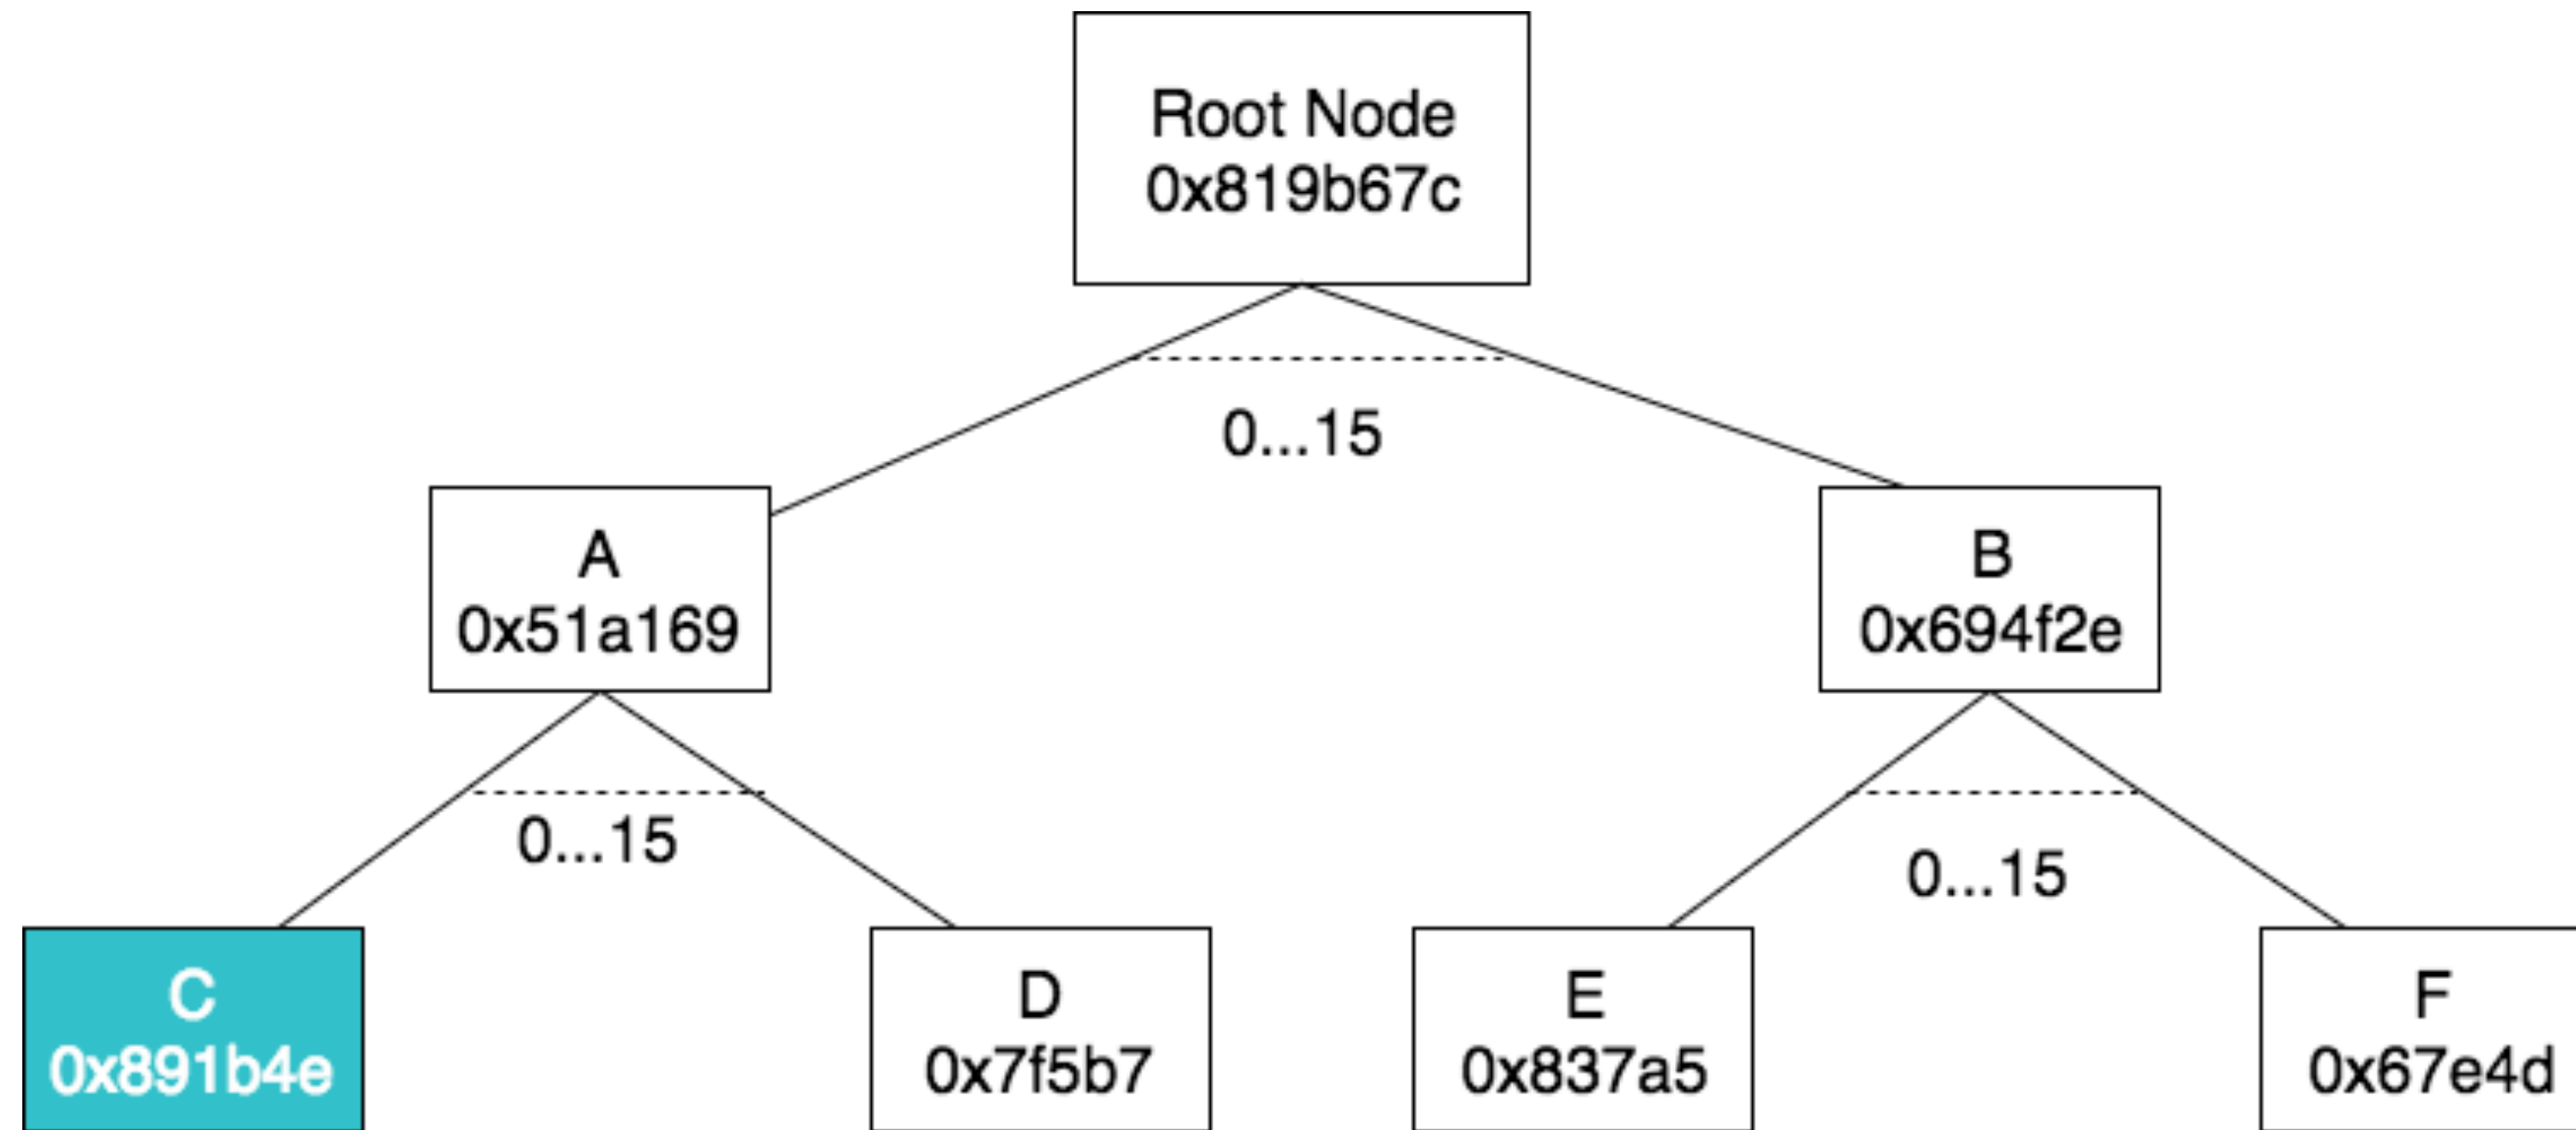 Root Node
0x819b67c
0...15
A
0x51a169
B
0x694f2e
0...15
0...15
C
0x891b4e
D
0x7f5b7
E
0x837a5
F
0x67e4d